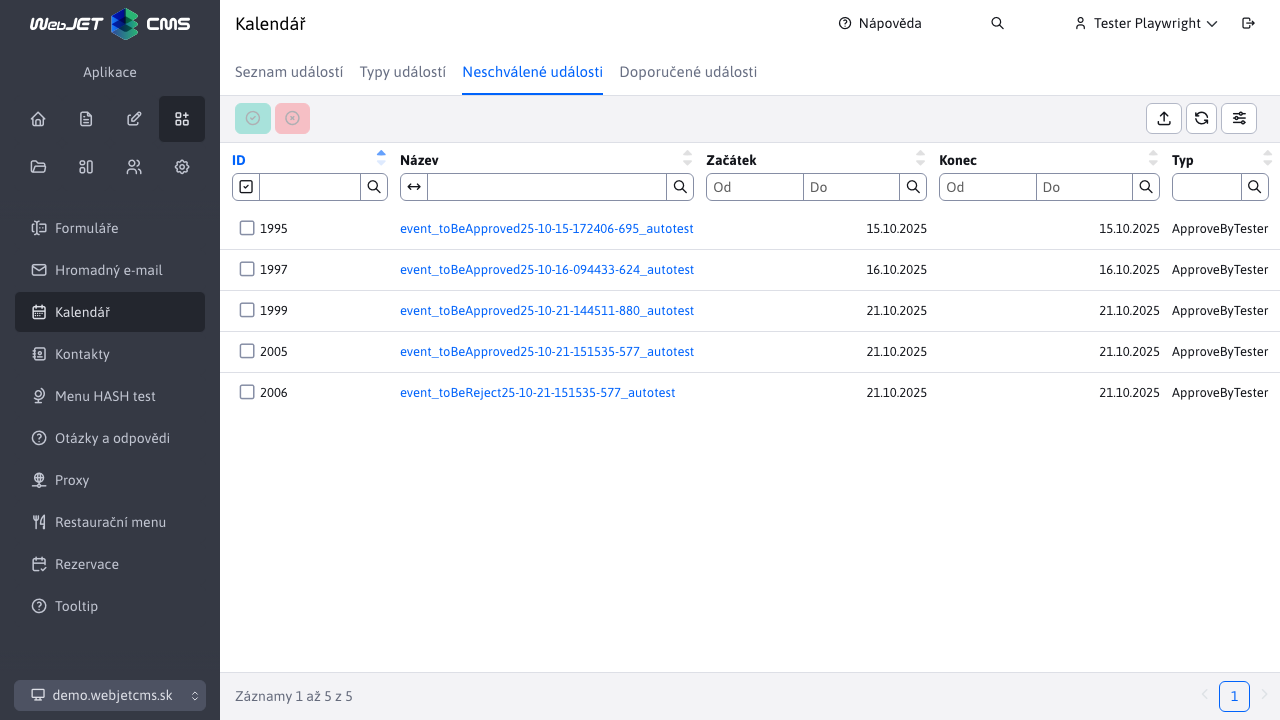 WebJET CMS
Kalendář
Nápověda
Tester Playwright
Aplikace
Seznam událostí
Typy událostí
Neschválené události
Doporučené události
ID
Název
Začátek
Konec
Typ
Od
Do
Od
Do
1995 event_toBeApproved25-10-15-172406-695_autotest 15.10.2025 15.10.2025 ApproveByTester
1997 event_toBeApproved25-10-16-094433-624_autotest 16.10.2025 16.10.2025 ApproveByTester
1999 event_toBeApproved25-10-21-144511-880_autotest 21.10.2025 21.10.2025 ApproveByTester
2005 event_toBeApproved25-10-21-151535-577_autotest 21.10.2025 21.10.2025 ApproveByTester
2006 event_toBeReject25-10-21-151535-577_autotest 21.10.2025 21.10.2025 ApproveByTester
Formuláře
Hromadný e-mail
Kalendář
Kontakty
Menu HASH test
Otázky a odpovědi
Proxy
Restaurační menu
Rezervace
Tooltip
demo.webjetcms.sk
Záznamy 1 až 5 z 5
1